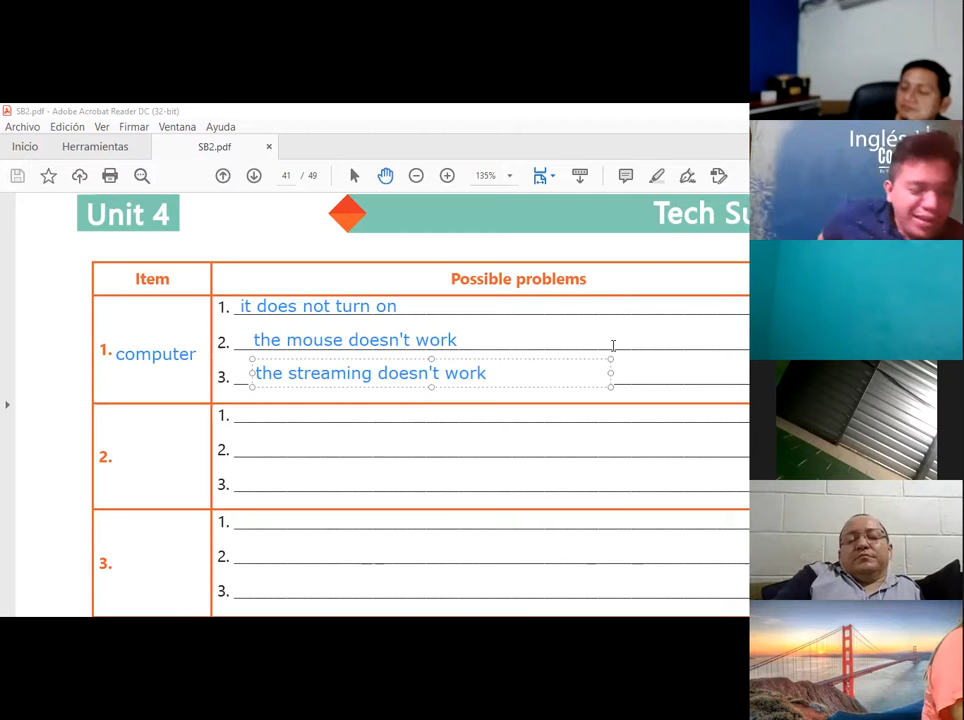 SB2.pdf - Adobe Acrobat Reader DC (32-bit)
Archivo Edición Ver Firmar Ventana Ayuda
Inicio Herramientas SB2.pdf ×
41 / 49 135%
Unit 4 Tech Su
Item Possible problems
1. computer
1. it does not turn on
2. the mouse doesn't work
3. the streaming doesn't work
2.
1.
2.
3.
3.
1.
2.
3.
Inglés
Co